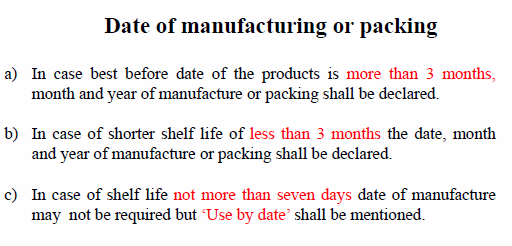 Date of manufacturing or packing
a) In case best before date of the products is more than 3 months,
month and year of manufacture or packing shall be declared.
b) In case of shorter shelf life of less than 3 months the date, month
and year of manufacture or packing shall be declared.
c) In case of shelf life not more than seven days date of manufacture
may not be required but ‘Use by date’ shall be mentioned.